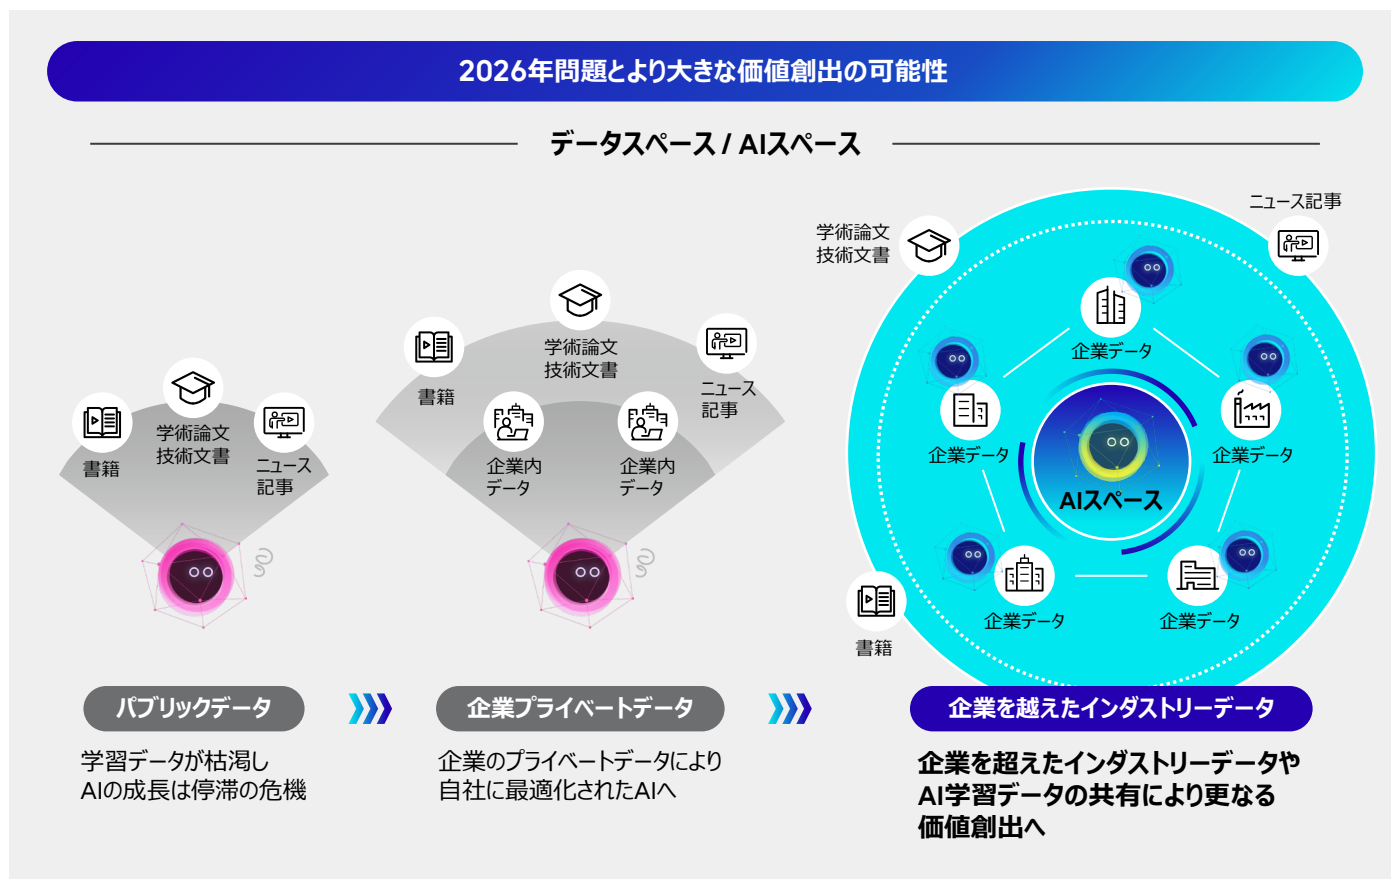 2026年問題とより大きな価値創出の可能性
データスペース / AIスペース
書籍
学術論文
技術文書
ニュース
記事
パブリックデータ
学習データが枯渇し
AIの成長は停滞の危機
書籍
学術論文
技術文書
ニュース
記事
企業内
データ
企業内
データ
企業プライベートデータ
企業のプライベートデータにより
自社に最適化されたAIへ
学術論文
技術文書
ニュース記事
企業データ
企業データ
企業データ
AIスペース
企業データ
企業データ
書籍
企業を越えたインダストリーデータ
企業を超えたインダストリーデータや
AI学習データの共有により更なる
価値創出へ